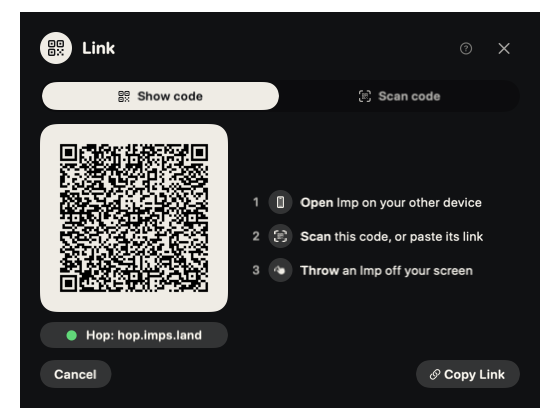 Link
Show code
Scan code
1 Open Imp on your other device
2 Scan this code, or paste its link
3 Throw an Imp off your screen
Hop: hop.imps.land
Cancel
Copy Link